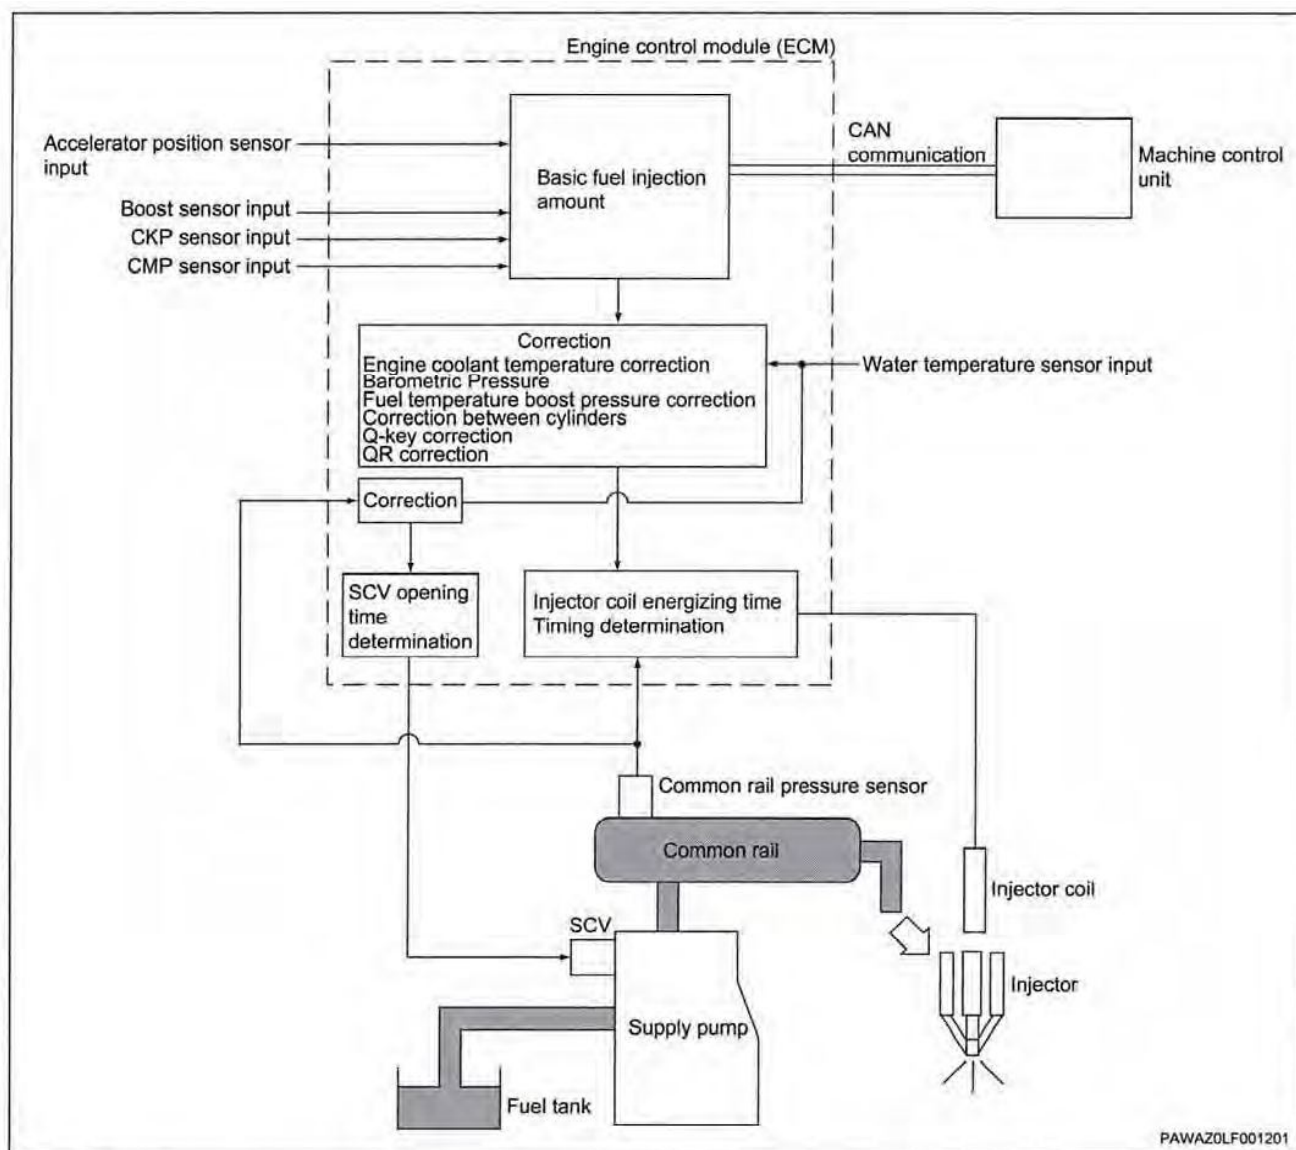 Engine control module (ECM)
Accelerator position sensor
input
Boost sensor input
CKP sensor input
CMP sensor input
Basic fuel injection
amount
CAN
communication
Machine control
unit
Correction
Engine coolant temperature correction
Barometric Pressure
Fuel temperature boost pressure correction
Correction between cylinders
Q-key correction
QR correction
Water temperature sensor input
Correction
SCV opening
time
determination
Injector coil energizing time
Timing determination
Common rail pressure sensor
Common rail
Injector coil
SCV
Injector
Supply pump
Fuel tank
PAWAZ0LF001201